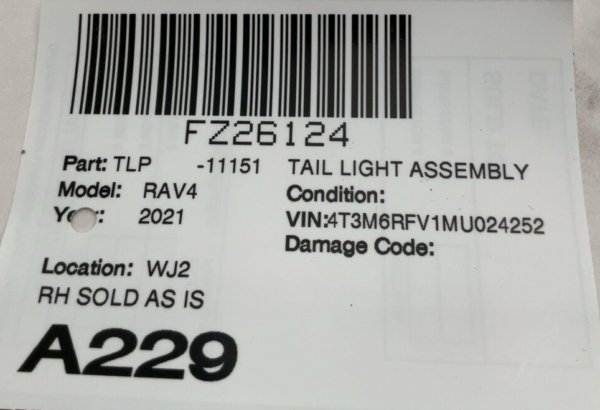 FZ26124
Part: TLP -11151 TAIL LIGHT ASSEMBLY
Model: RAV4 Condition:
Year: 2021 VIN:4T3M6RFV1MU024252
Damage Code:
Location: WJ2
RH SOLD AS IS
A229